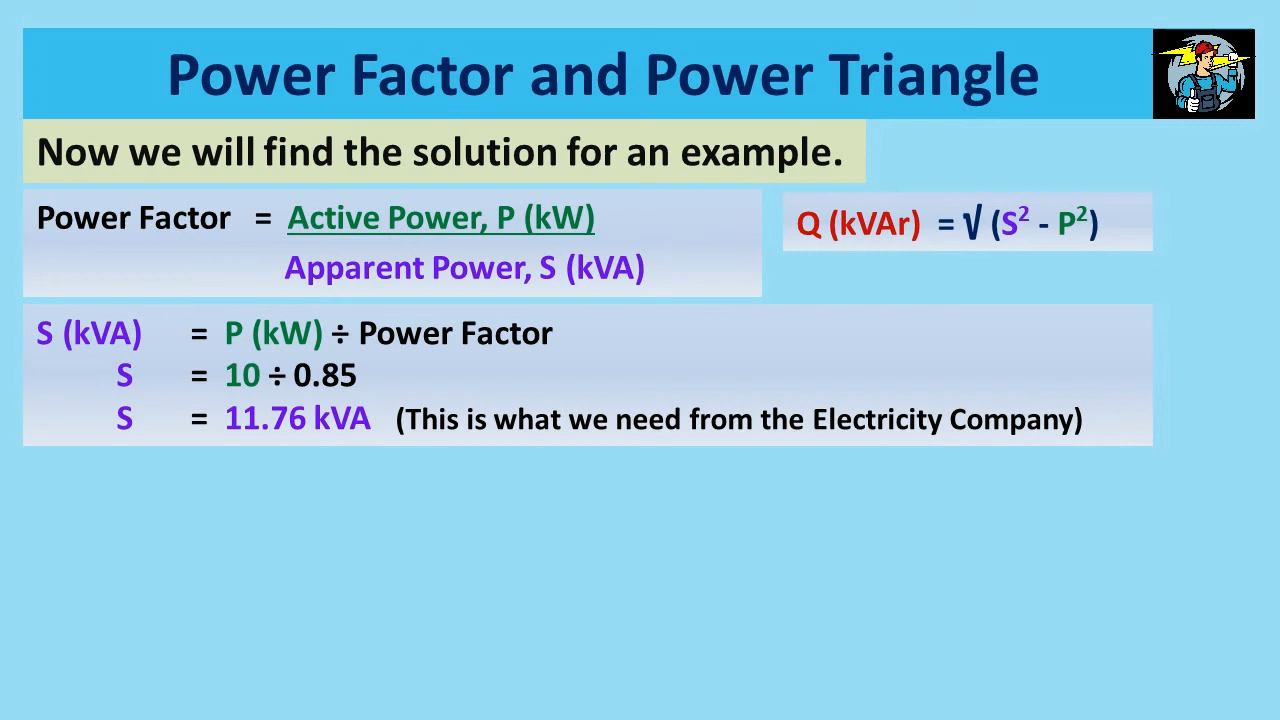 Power Factor and Power Triangle
Now we will find the solution for an example.
Power Factor = Active Power, P (kW)
Apparent Power, S (kVA)
Q (kVAr) = √ (S² - P²)
S (kVA) = P (kW) ÷ Power Factor
S = 10 ÷ 0.85
S = 11.76 kVA (This is what we need from the Electricity Company)